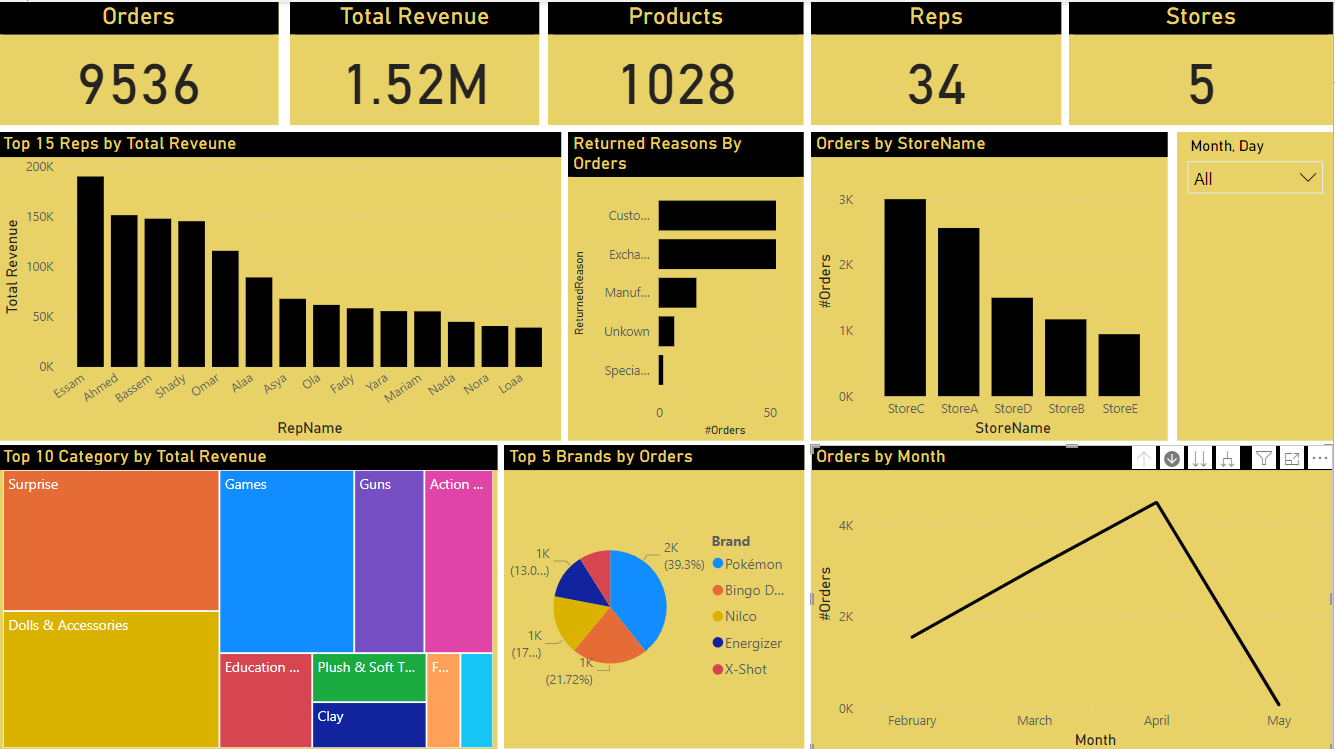 Orders
Total Revenue
Products
Reps
Stores
9536
1.52M
1028
34
5
Top 15 Reps by Total Reveune
200K
150K
100K
50K
0K
Total Revenue
Essam
Ahmed
Bassem
Shady
Omar
Alaa
Asya
Ola
Fady
Yara
Mariam
Nada
Nora
Loaa
RepName
Returned Reasons By
Orders
ReturnedReason
Custo...
Excha...
Manuf...
Unkown
Specia...
0
50
#Orders
Orders by StoreName
#Orders
3K
2K
1K
0K
StoreC
StoreA
StoreD
StoreB
StoreE
StoreName
Month, Day
All
Top 10 Category by Total Revenue
Surprise
Games
Guns
Action ...
Dolls & Accessories
Education ...
Plush & Soft T...
F...
Clay
Top 5 Brands by Orders
2K
(39.3%)
1K
(21.72%)
1K
(17...)
1K
(13.0...)
Brand
Pokémon
Bingo D...
Nilco
Energizer
X-Shot
Orders by Month
#Orders
4K
2K
0K
February
March
April
May
Month